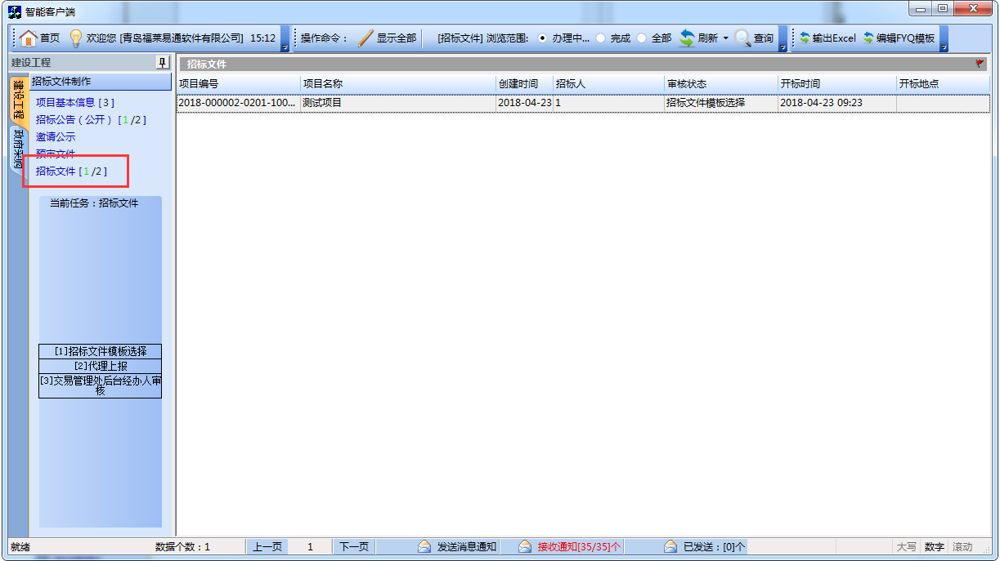 智能客户端
首页 欢迎您 [青岛福莱易通软件有限公司] 15:12 操作命令： 显示全部 [招标文件] 浏览范围: 办理中... 完成 全部 刷新 查询 输出Excel 编辑FYQ模板
建设工程
招标文件
建设工程
政府采购
招标文件制作
项目基本信息 [ 3 ]
招标公告（公开） [ 1 /2 ]
邀请公示
预审文件
招标文件 [ 1 /2 ]
当前任务：招标文件
[1]招标文件模板选择
[2]代理上报
[3]交易管理处后台经办人审
核
项目编号 项目名称 创建时间 招标人 审核状态 开标时间 开标地点
2018-000002-0201-100... 测试项目 2018-04-23 1 招标文件模板选择 2018-04-23 09:23
就绪 数据个数：1 上一页 1 下一页 发送消息通知 接收通知[35/35]个 已发送：[0]个 大写 数字 滚动